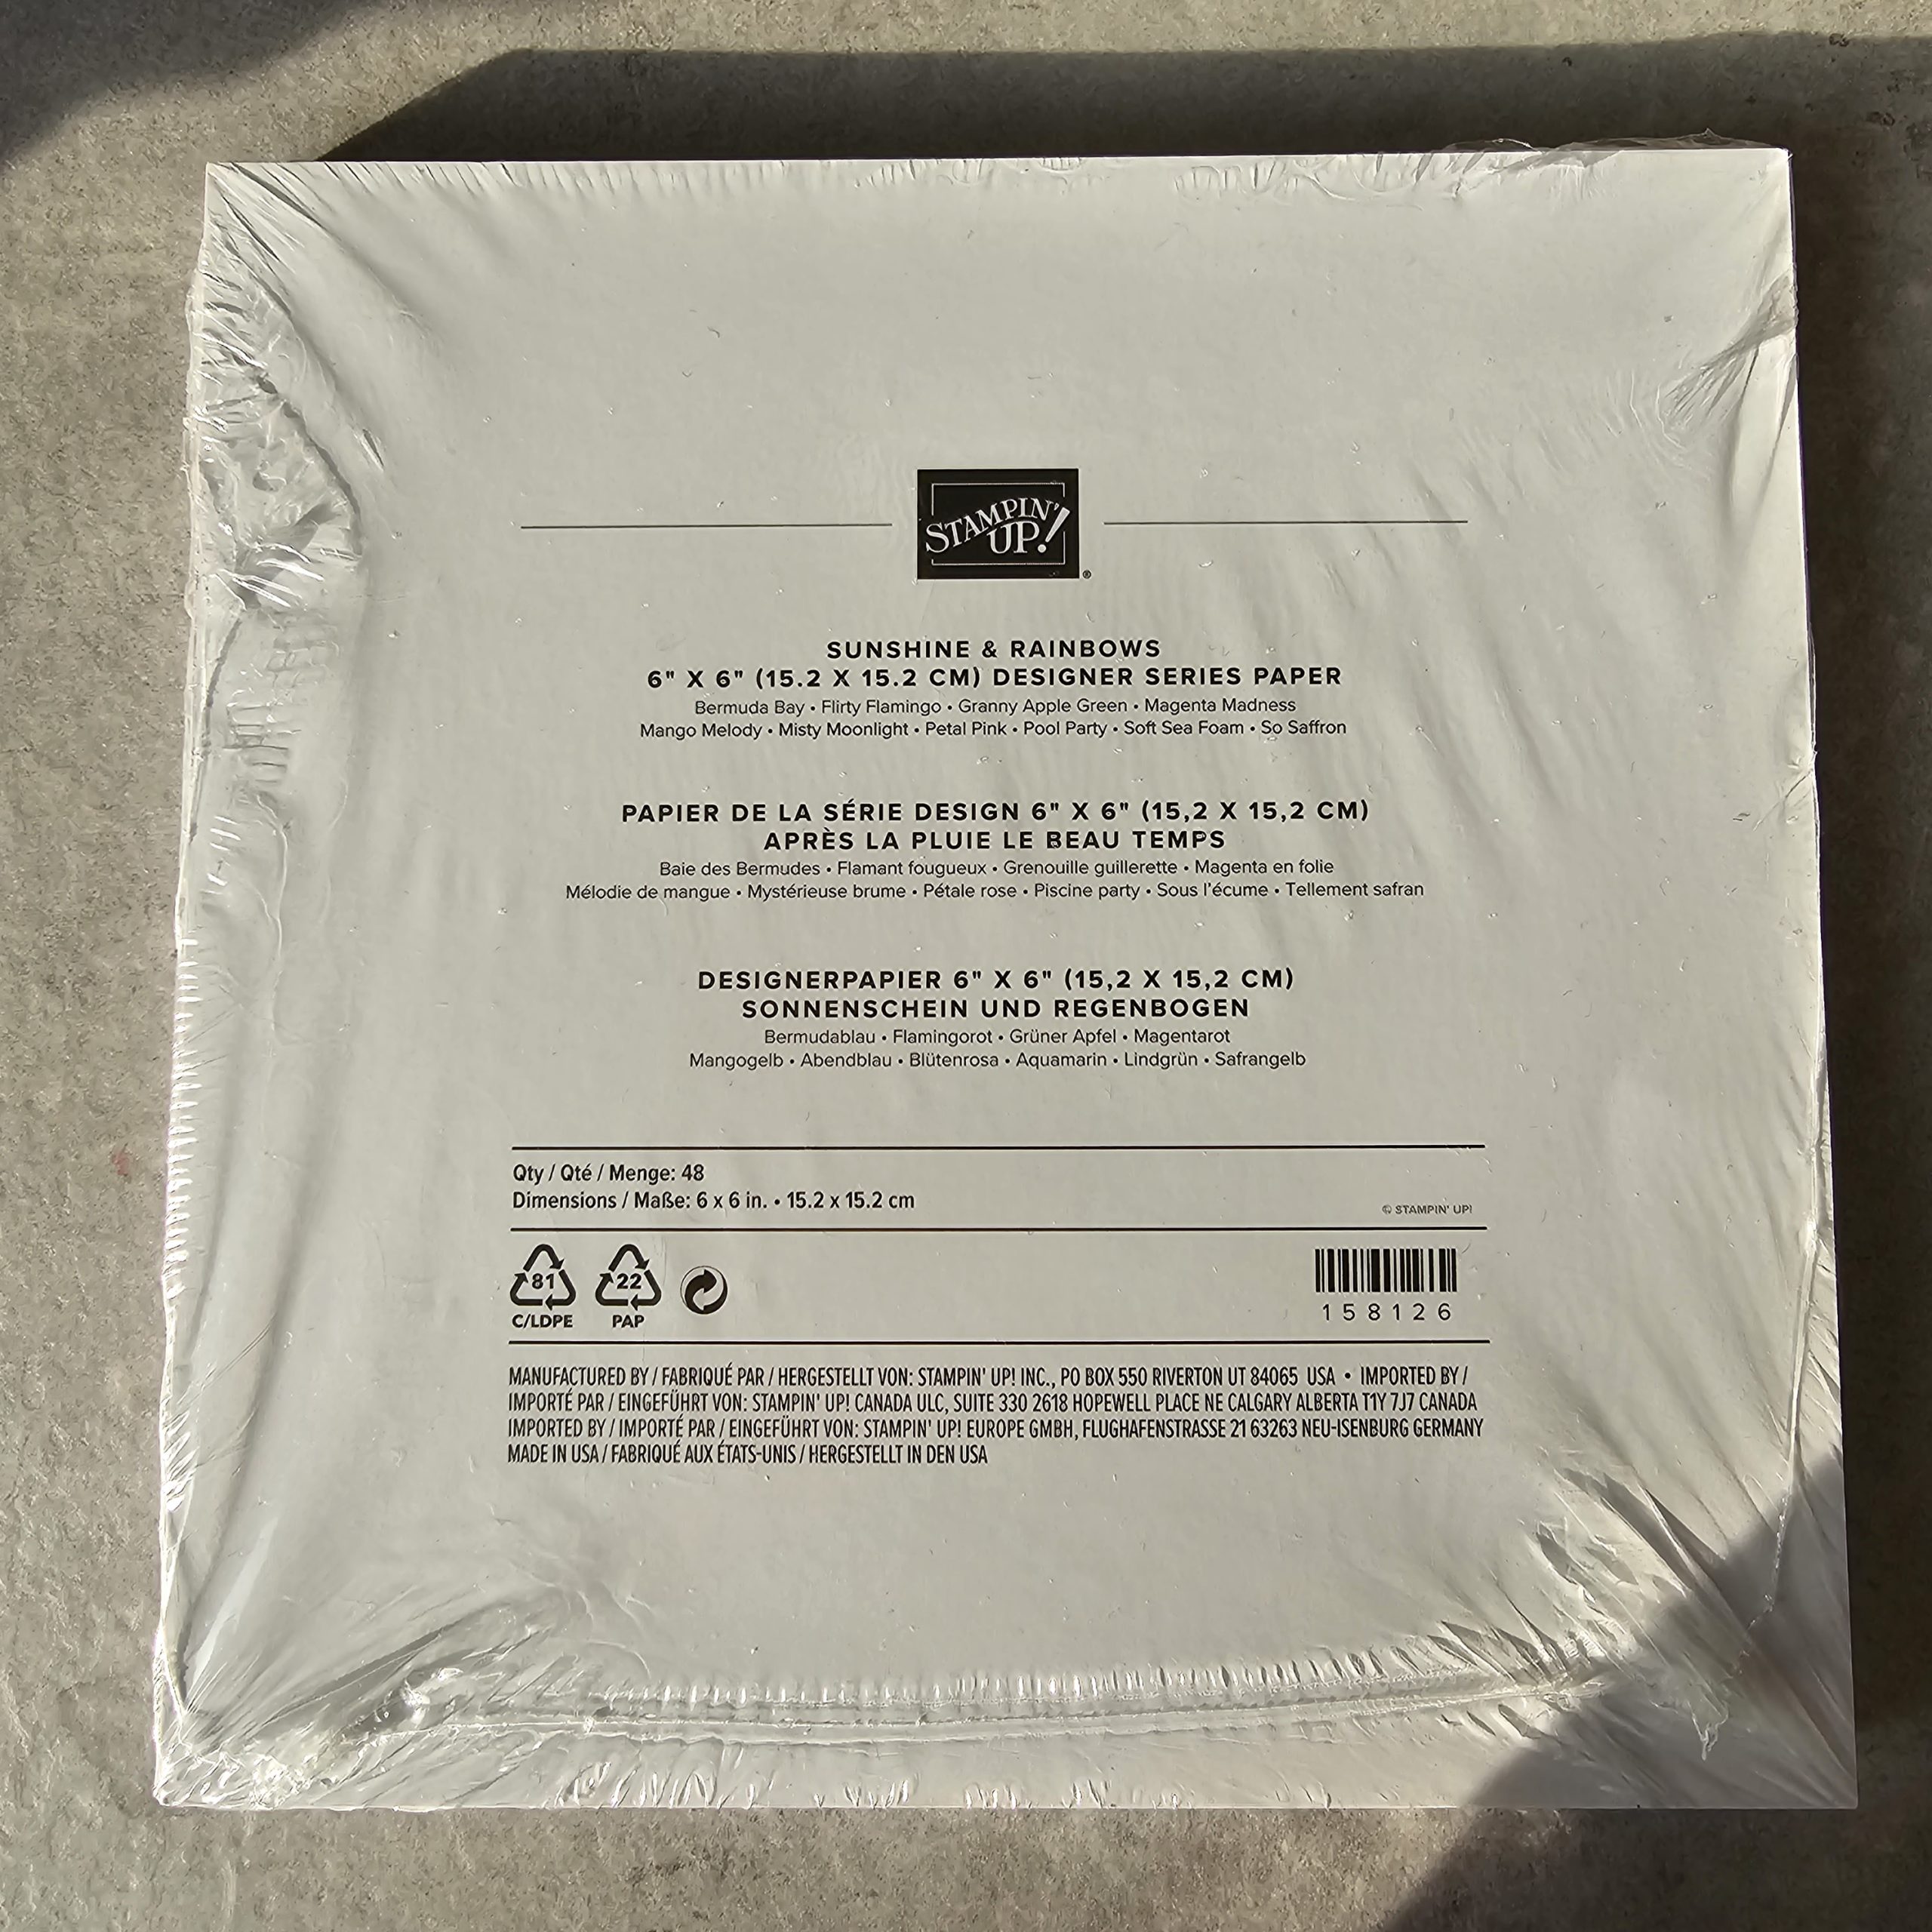 STAMPIN' UP!®
SUNSHINE & RAINBOWS
6" X 6" (15.2 X 15.2 CM) DESIGNER SERIES PAPER
Bermuda Bay • Flirty Flamingo • Granny Apple Green • Magenta Madness
Mango Melody • Misty Moonlight • Petal Pink • Pool Party • Soft Sea Foam • So Saffron
PAPIER DE LA SÉRIE DESIGN 6" X 6" (15,2 X 15,2 CM)
APRÈS LA PLUIE LE BEAU TEMPS
Baie des Bermudes • Flamant fougueux • Grenouille guillerette • Magenta en folie
Mélodie de mangue • Mystérieuse brume • Pétale rose • Piscine party • Sous l'écume • Tellement safran
DESIGNERPAPIER 6" X 6" (15,2 X 15,2 CM)
SONNENSCHEIN UND REGENBOGEN
Bermudablau • Flamingorot • Grüner Apfel • Magentarot
Mangogelb • Abendblau • Blütenrosa • Aquamarin • Lindgrün • Safrangelb
Qty / Qté / Menge: 48
Dimensions / Maße: 6 x 6 in. • 15.2 x 15.2 cm
© STAMPIN' UP!
81 22
C/LDPE PAP
158126
MANUFACTURED BY / FABRIQUÉ PAR / HERGESTELLT VON: STAMPIN' UP! INC., PO BOX 550 RIVERTON UT 84065 USA • IMPORTED BY /
IMPORTÉ PAR / EINGEFÜHRT VON: STAMPIN' UP! CANADA ULC, SUITE 330 2618 HOPEWELL PLACE NE CALGARY ALBERTA T1Y 7J7 CANADA
IMPORTED BY / IMPORTÉ PAR / EINGEFÜHRT VON: STAMPIN' UP! EUROPE GMBH, FLUGHAFENSTRASSE 21 63263 NEU-ISENBURG GERMANY
MADE IN USA / FABRIQUÉ AUX ÉTATS-UNIS / HERGESTELLT IN DEN USA